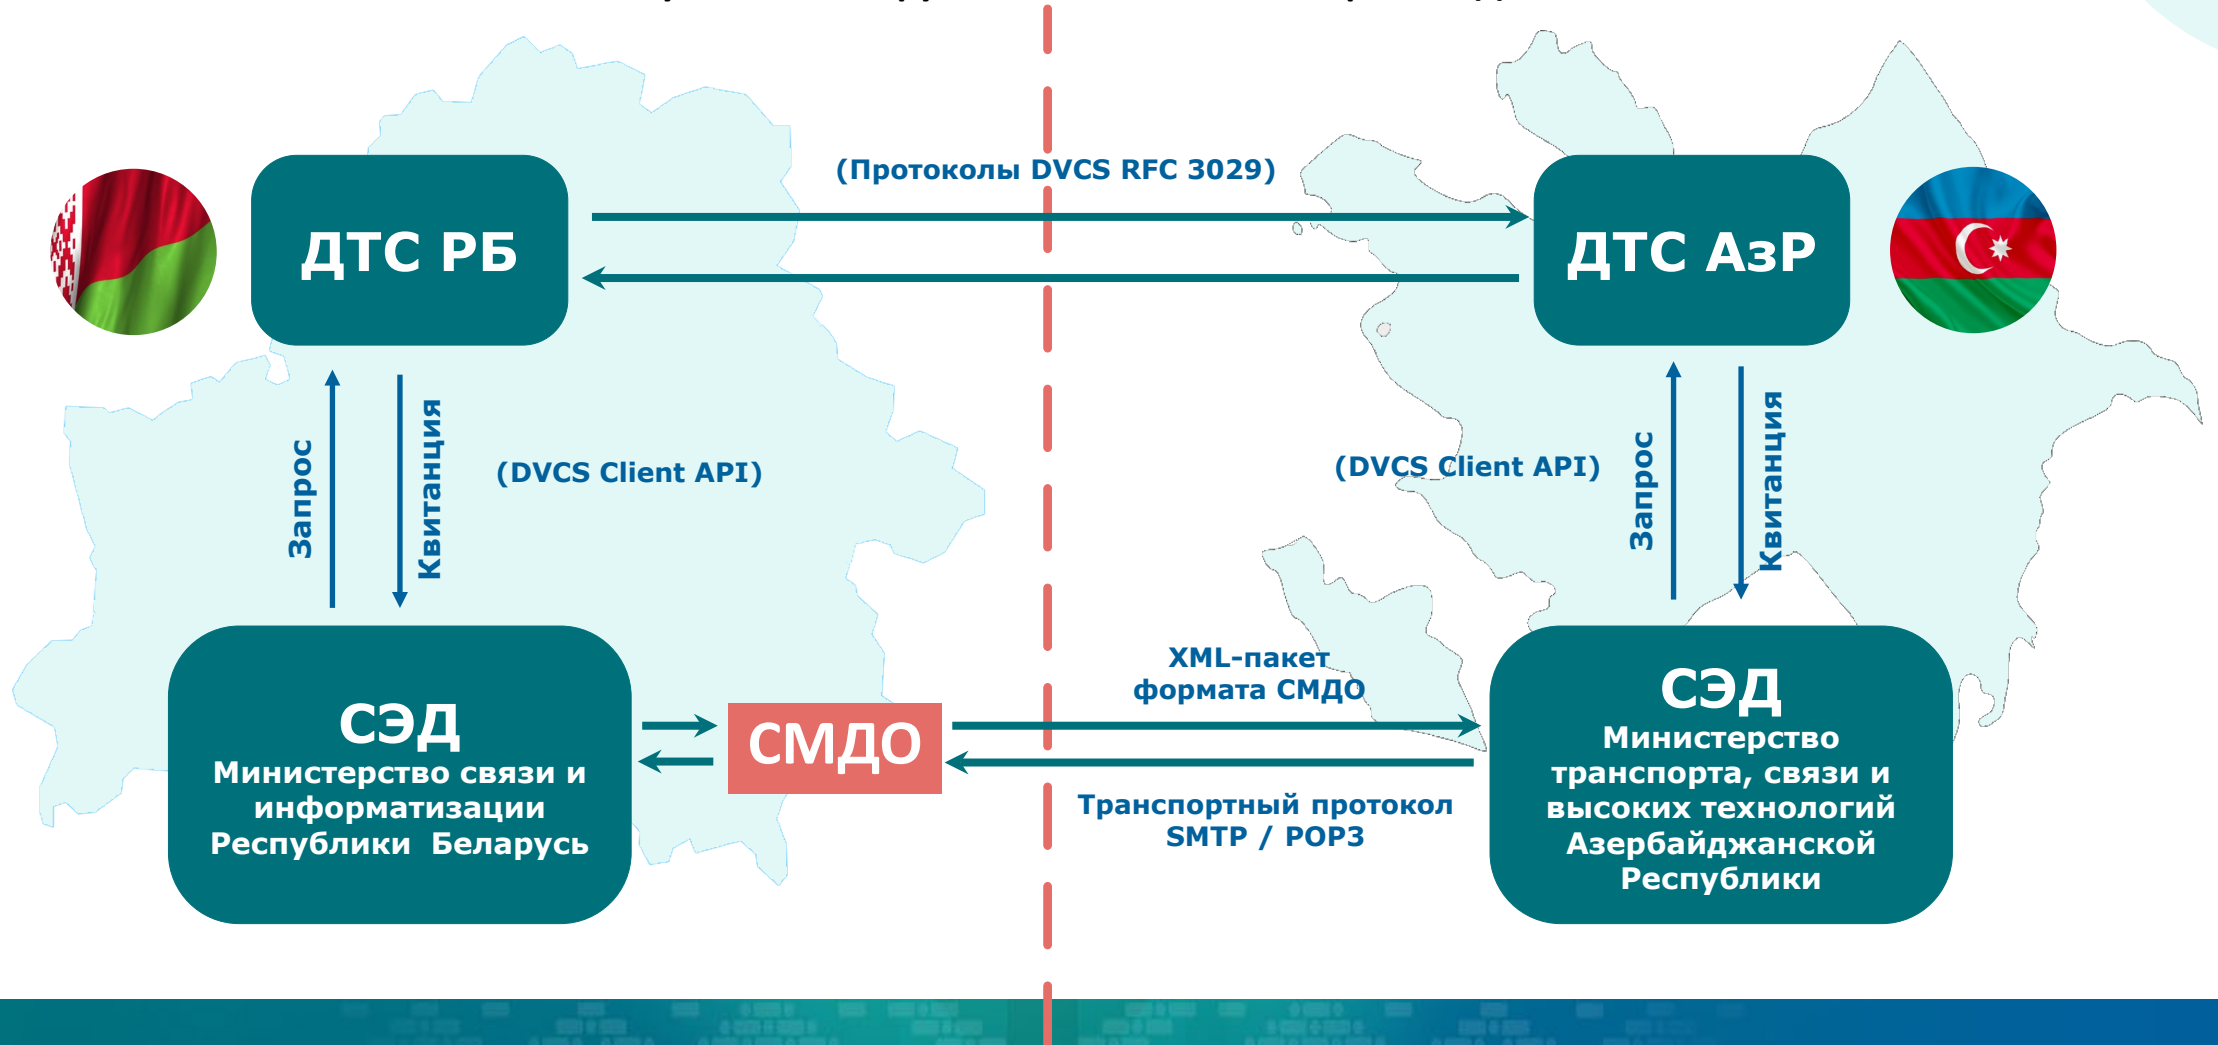 (Протоколы DVCS RFC 3029)
ДТС РБ
ДТС АзР
Запрос
Квитанция
(DVCS Client API)
(DVCS Client API)
Запрос
Квитанция
СЭД
Министерство связи и
информатизации
Республики Беларусь
СМДО
XML-пакет
формата СМДО
Транспортный протокол
SMTP / POP3
СЭД
Министерство
транспорта, связи и
высоких технологий
Азербайджанской
Республики